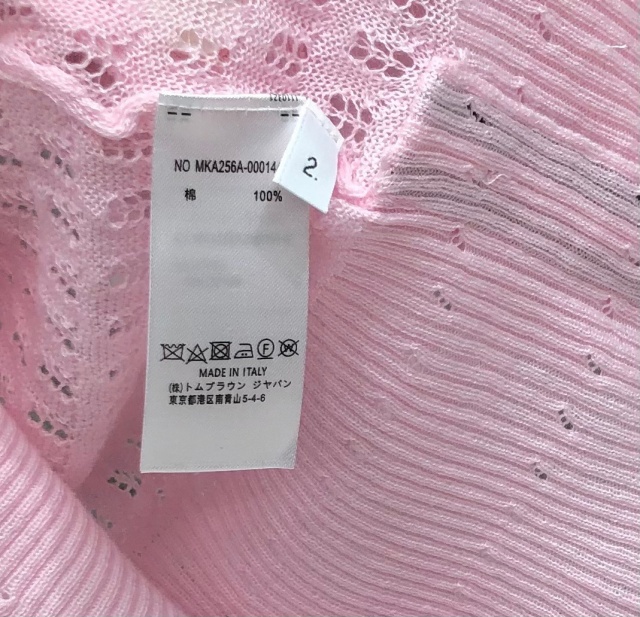 2.
NO MKA256A-00014
棉 100%
MADE IN ITALY
(株)トムブラウン ジャパン
東京都港区南青山5-4-6